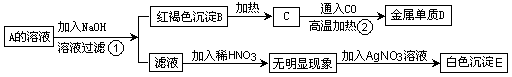 A的溶液
加入NaOH
溶液过滤①
红褐色沉淀B
加热
C
通入CO
高温加热②
金属单质D
滤液
加入稀HNO3
无明显现象
加入AgNO3溶液
白色沉淀E